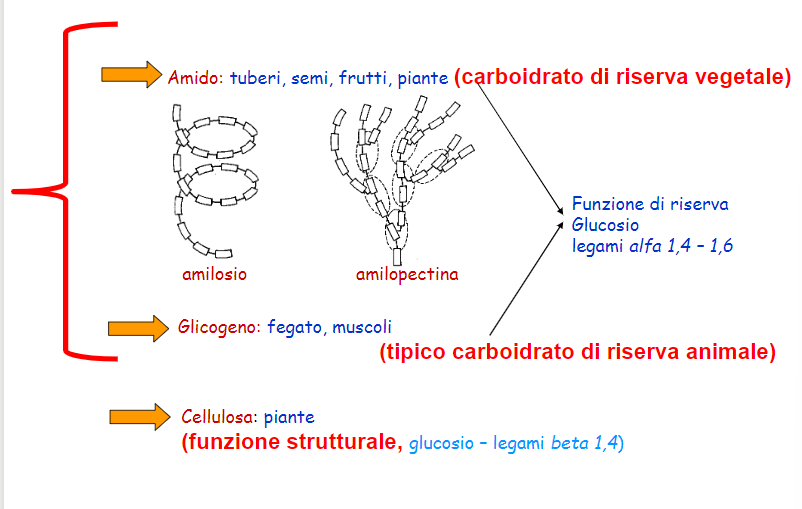 Amido: tuberi, semi, frutti, piante (carboidrato di riserva vegetale)
amilosio
amilopectina
Funzione di riserva
Glucosio
legami alfa 1,4 – 1,6
Glicogeno: fegato, muscoli
(tipico carboidrato di riserva animale)
Cellulosa: piante
(funzione strutturale, glucosio – legami beta 1,4)